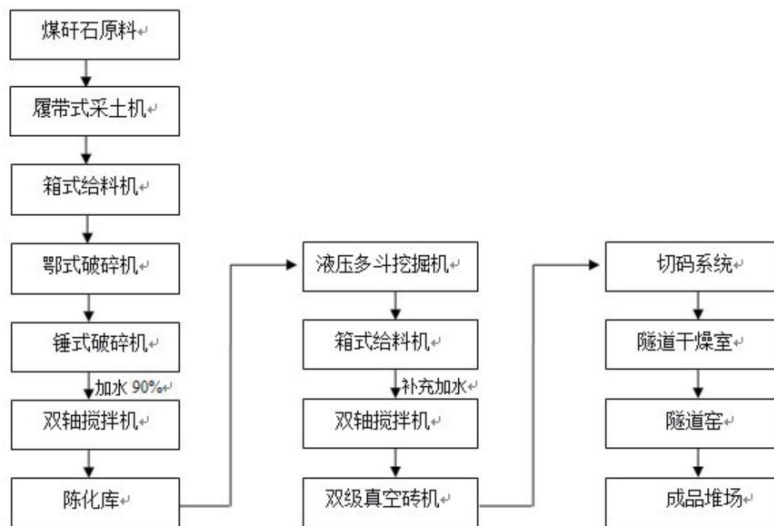 煤矸石原料
履带式采土机
箱式给料机
鄂式破碎机
锤式破碎机
加水 90%
双轴搅拌机
陈化库
液压多斗挖掘机
箱式给料机
补充加水
双轴搅拌机
双级真空砖机
切码系统
隧道干燥室
隧道窑
成品堆场